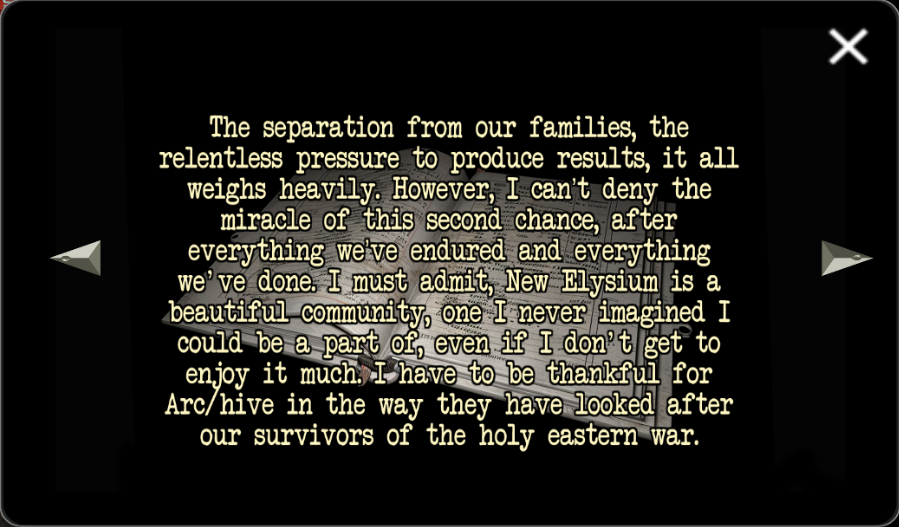 The separation from our families, the
relentless pressure to produce results, it all
weighs heavily. However, I can't deny the
miracle of this second chance, after
everything we've endured and everything
we've done. I must admit, New Elysium is a
beautiful community, one I never imagined I
could be a part of, even if I don't get to
enjoy it much. I have to be thankful for
Arc/hive in the way they have looked after
our survivors of the holy eastern war.